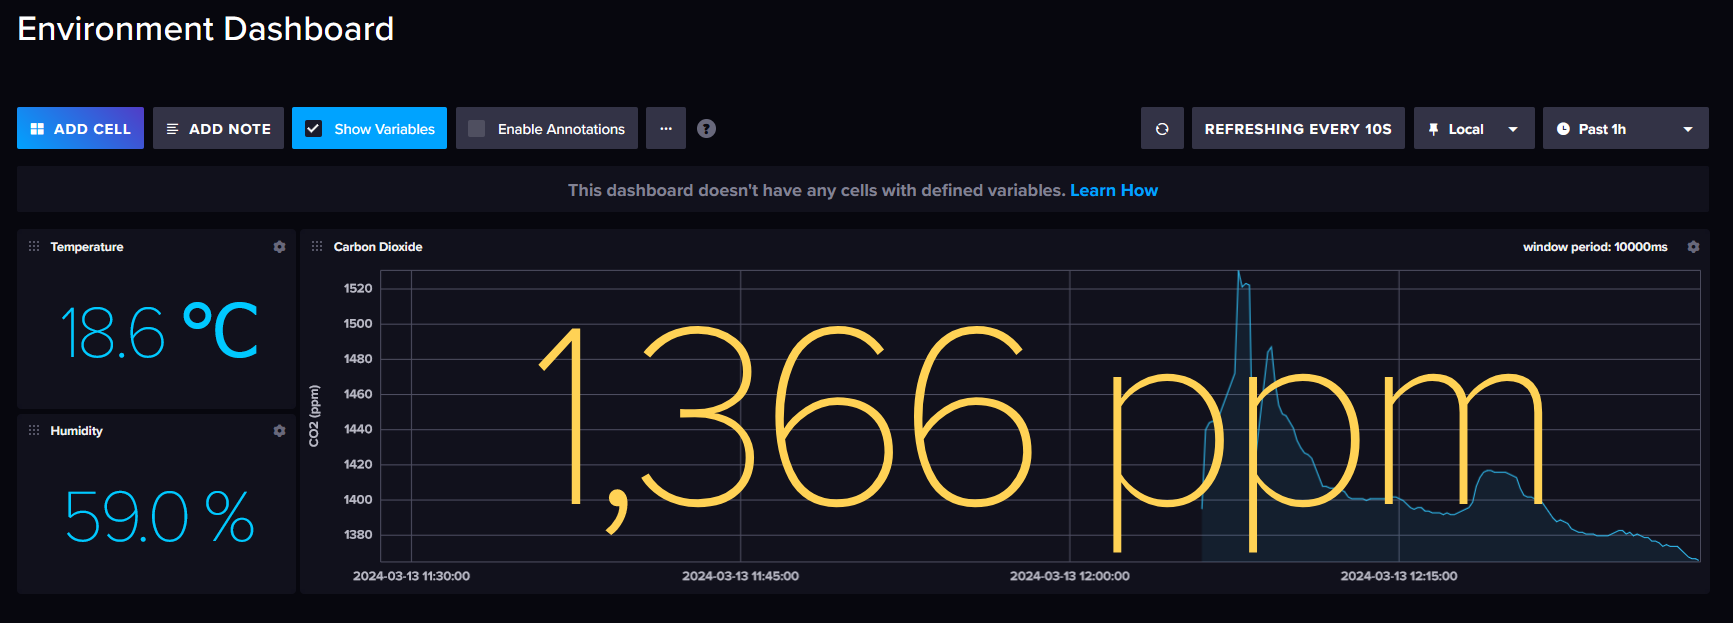 Environment Dashboard
ADD CELL
ADD NOTE
Show Variables
Enable Annotations
...
?
REFRESHING EVERY 10S
Local
Past 1h
This dashboard doesn't have any cells with defined variables. Learn How
Temperature
18.6 °C
Humidity
59.0 %
Carbon Dioxide
window period: 10000ms
CO2 (ppm)
1520
1500
1480
1460
1440
1420
1400
1380
1,366 ppm
2024-03-13 11:30:00
2024-03-13 11:45:00
2024-03-13 12:00:00
2024-03-13 12:15:00